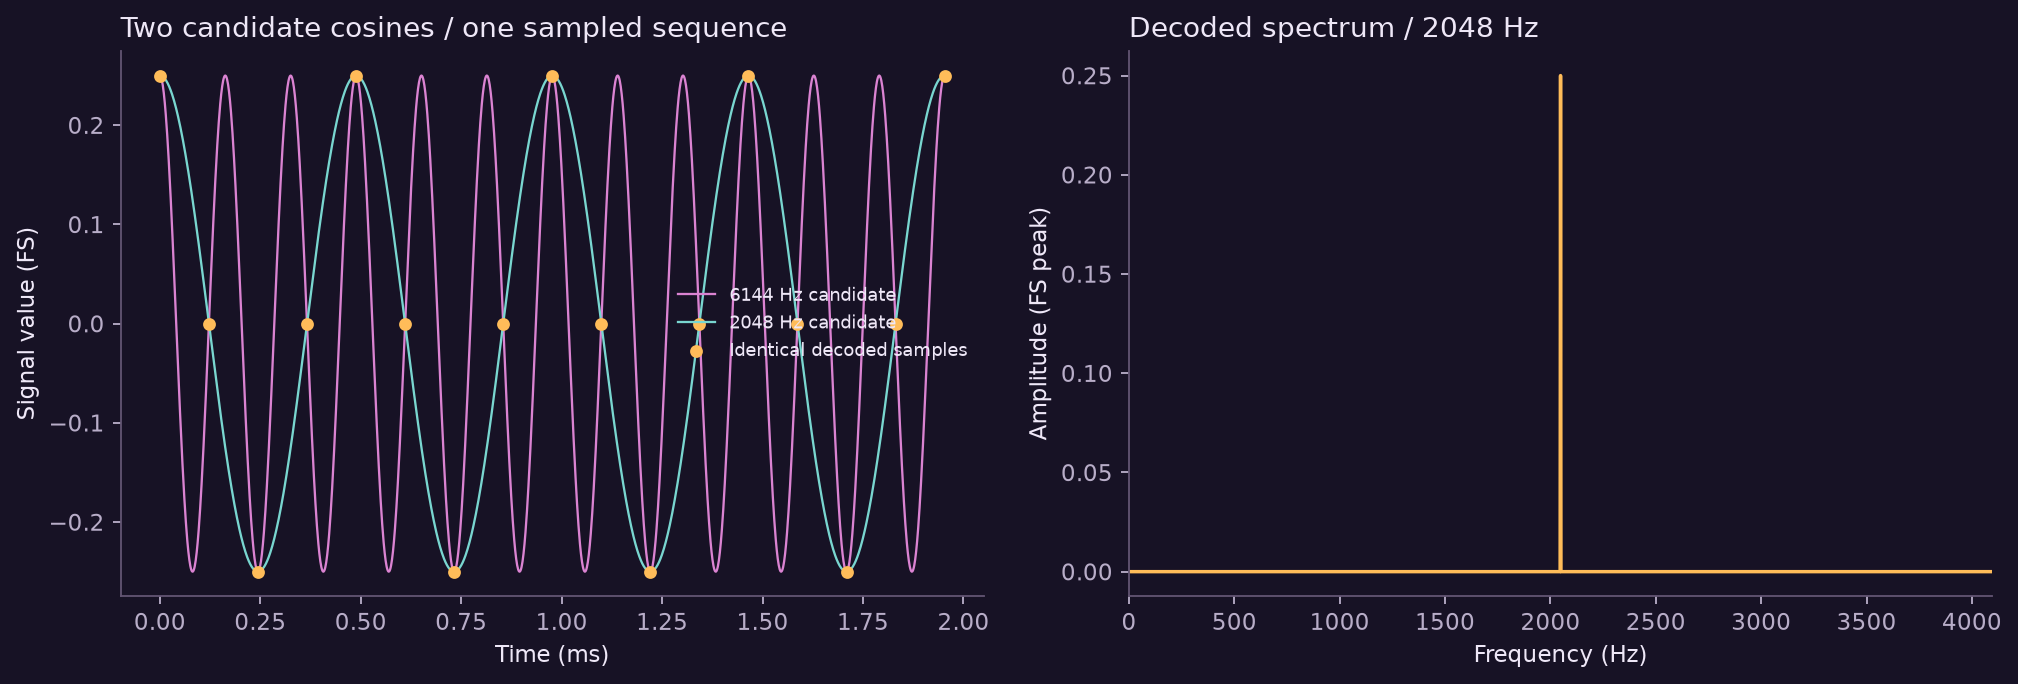 Two candidate cosines / one sampled sequence
Signal value (FS)
0.2
0.1
0.0
−0.1
−0.2
6144 Hz candidate
2048 Hz candidate
Identical decoded samples
0.00 0.25 0.50 0.75 1.00 1.25 1.50 1.75 2.00
Time (ms)
Decoded spectrum / 2048 Hz
Amplitude (FS peak)
0.25
0.20
0.15
0.10
0.05
0.00
0 500 1000 1500 2000 2500 3000 3500 4000
Frequency (Hz)